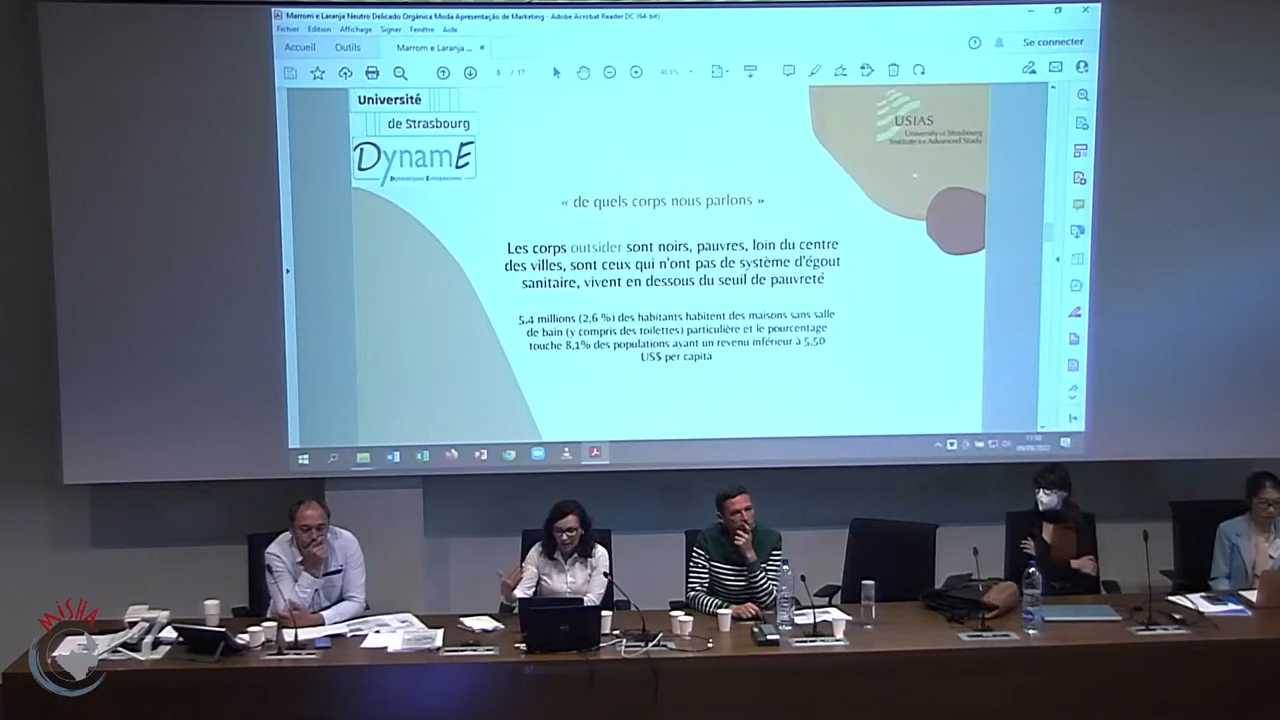 Marrom e Laranja Neutro Delicado Orgânica Moda Apresentação de Marketing - Adobe Acrobat Reader DC (64-bit)
Fichier Edition Affichage Signer Fenêtre Aide
Accueil Outils Marrom e Laranja ... × Se connecter
8 / 17
Université
de Strasbourg
DynamE
USIAS
University of Strasbourg
Institute for Advanced Study
« de quels corps nous parlons »
Les corps outsider sont noirs, pauvres, loin du centre
des villes, sont ceux qui n'ont pas de système d'égout
sanitaire, vivent en dessous du seuil de pauvreté
5,4 millions (2,6 %) des habitants habitent des maisons sans salle
de bain (y compris des toilettes) particulière et le pourcentage
touche 8,1% des populations ayant un revenu inférieur à 5,50
US$ per capita
MISHA